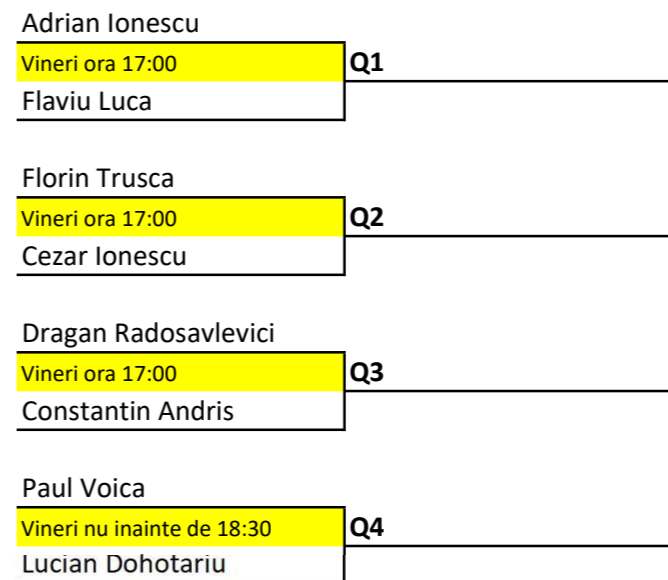 Adrian Ionescu
Vineri ora 17:00 Q1
Flaviu Luca
Florin Trusca
Vineri ora 17:00 Q2
Cezar Ionescu
Dragan Radosavlevici
Vineri ora 17:00 Q3
Constantin Andris
Paul Voica
Vineri nu inainte de 18:30 Q4
Lucian Dohotariu